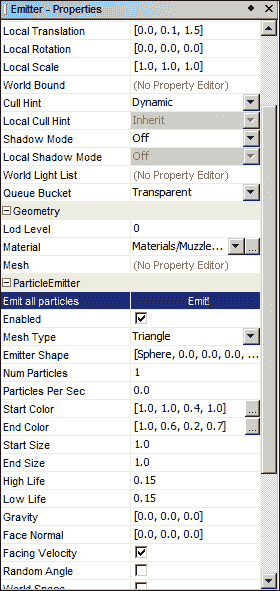 Emitter - Properties
Local Translation [0.0, 0.1, 1.5]
Local Rotation [0.0, 0.0, 0.0]
Local Scale [1.0, 1.0, 1.0]
World Bound (No Property Editor)
Cull Hint Dynamic
Local Cull Hint Inherit
Shadow Mode Off
Local Shadow Mode Off
World Light List (No Property Editor)
Queue Bucket Transparent
Geometry
Lod Level 0
Material Materials/Muzzle... ...
Mesh (No Property Editor)
ParticleEmitter
Emit all particles Emit!
Enabled
Mesh Type Triangle
Emitter Shape [Sphere, 0.0, 0.0, 0.0, ...
Num Particles 1
Particles Per Sec 0.0
Start Color [1.0, 1.0, 0.4, 1.0] ...
End Color [1.0, 0.6, 0.2, 0.7] ...
Start Size 1.0
End Size 1.0
High Life 0.15
Low Life 0.15
Gravity [0.0, 0.0, 0.0]
Face Normal [0.0, 0.0, 0.0]
Facing Velocity
Random Angle
World Space